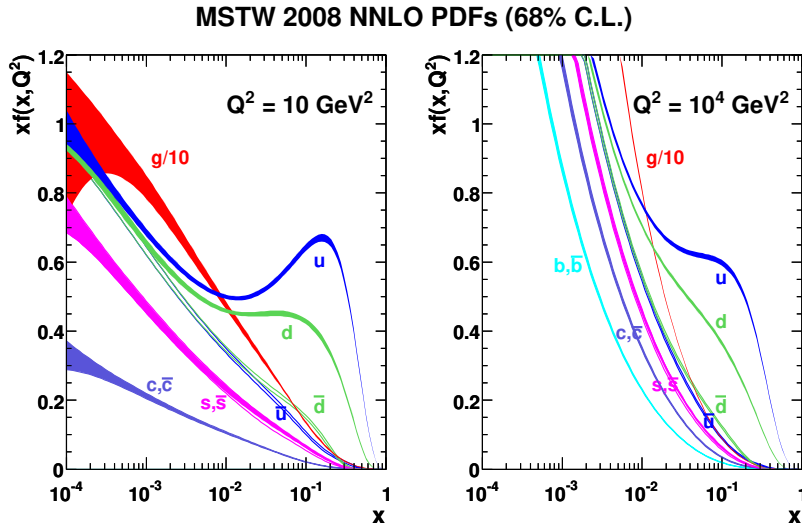 MSTW 2008 NNLO PDFs (68% C.L.)
xf(x,Q²)
1.2
1
0.8
0.6
0.4
0.2
0
Q² = 10 GeV²
g/10
u
d
c,c̅
s,s̅
u̅
d̅
10⁻⁴
10⁻³
10⁻²
10⁻¹
1
x
xf(x,Q²)
1.2
1
0.8
0.6
0.4
0.2
0
Q² = 10⁴ GeV²
g/10
b,b̅
u
d
c,c̅
s,s̅
d̅
u̅
10⁻⁴
10⁻³
10⁻²
10⁻¹
1
x